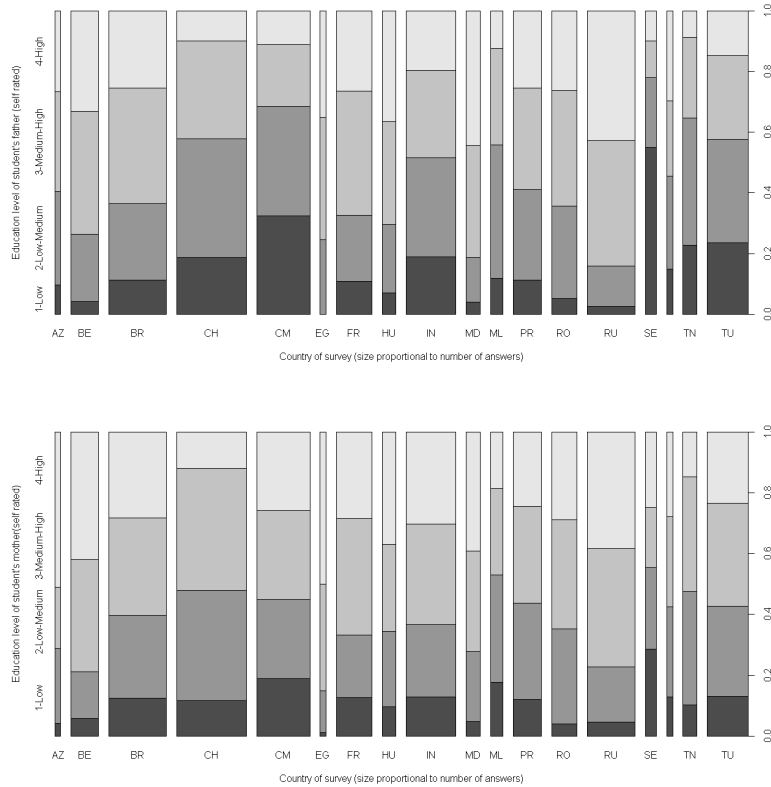 Education level of student's father (self rated)
1-Low 2-Low-Medium 3-Medium-High 4-High
0.0 0.2 0.4 0.6 0.8 1.0
AZ BE BR CH CM EG FR HU IN MD ML PR RO RU SE TN TU
Country of survey (size proportional to number of answers)
Education level of student's mother(self rated)
1-Low 2-Low-Medium 3-Medium-High 4-High
0.0 0.2 0.4 0.6 0.8 1.0
AZ BE BR CH CM EG FR HU IN MD ML PR RO RU SE TN TU
Country of survey (size proportional to number of answers)